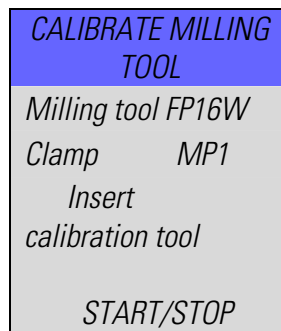 CALIBRATE MILLING
TOOL
Milling tool FP16W
Clamp MP1
Insert
calibration tool
START/STOP